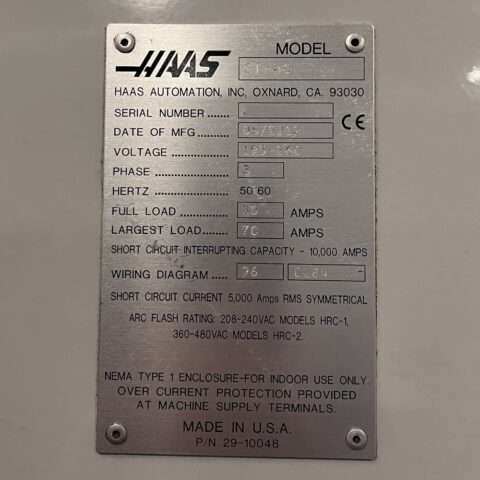 MODEL
HAAS
HAAS AUTOMATION, INC, OXNARD, CA. 93030
SERIAL NUMBER
CE
DATE OF MFG
VOLTAGE
PHASE 3
HERTZ 50/60
FULL LOAD AMPS
LARGEST LOAD 70 AMPS
SHORT CIRCUIT INTERRUPTING CAPACITY - 10,000 AMPS
WIRING DIAGRAM 96
SHORT CIRCUIT CURRENT 5,000 Amps RMS SYMMETRICAL
ARC FLASH RATING: 208-240VAC MODELS HRC-1,
360-480VAC MODELS HRC-2.
NEMA TYPE 1 ENCLOSURE-FOR INDOOR USE ONLY.
OVER CURRENT PROTECTION PROVIDED
AT MACHINE SUPPLY TERMINALS.
MADE IN U.S.A.
P/N 29-10048